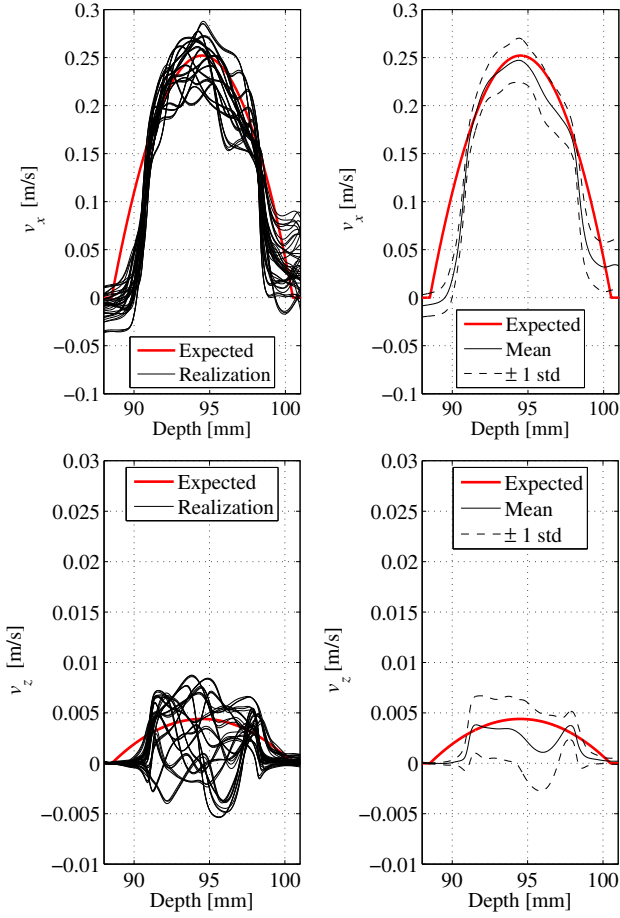 0.3
0.25
0.2
0.15
0.1
0.05
0
−0.05
−0.1
v_x [m/s]
Expected
Realization
90 95 100
Depth [mm]
0.3
0.25
0.2
0.15
0.1
0.05
0
−0.05
−0.1
v_x [m/s]
Expected
Mean
± 1 std
90 95 100
Depth [mm]
0.03
0.025
0.02
0.015
0.01
0.005
0
−0.005
−0.01
v_z [m/s]
Expected
Realization
90 95 100
Depth [mm]
0.03
0.025
0.02
0.015
0.01
0.005
0
−0.005
−0.01
v_z [m/s]
Expected
Mean
± 1 std
90 95 100
Depth [mm]